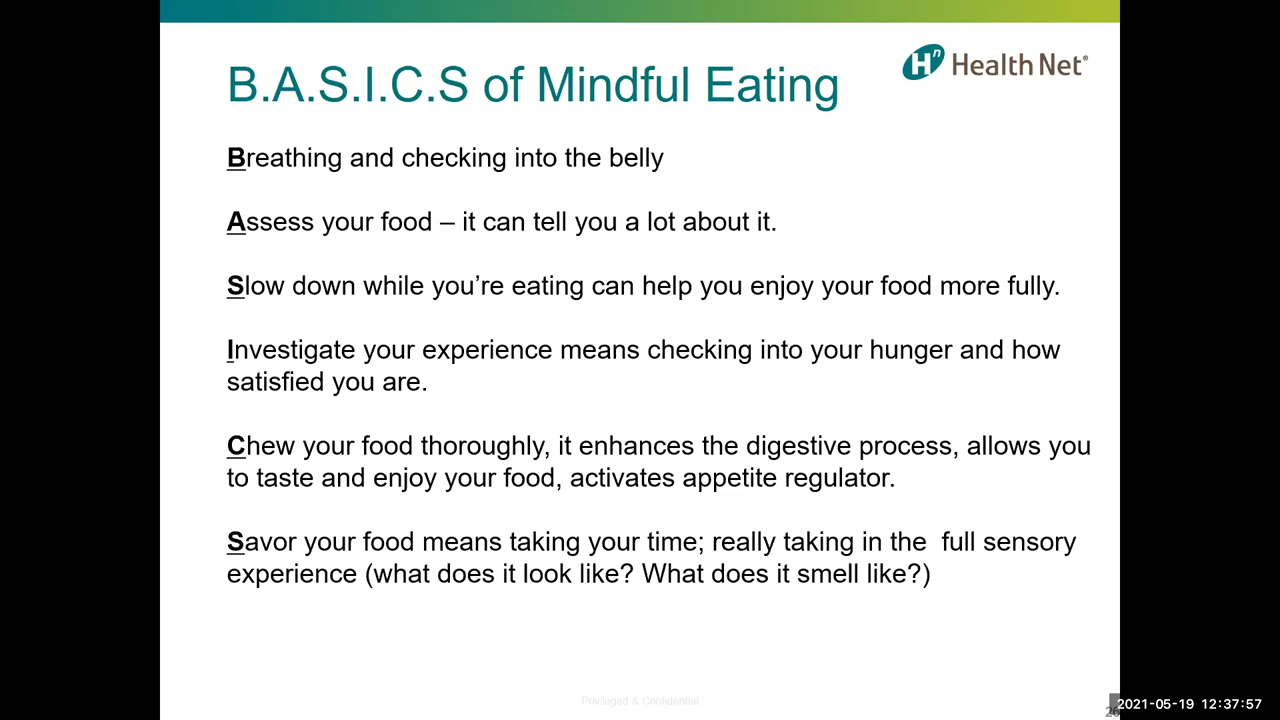 B.A.S.I.C.S of Mindful Eating
Hn Health Net®
Breathing and checking into the belly
Assess your food – it can tell you a lot about it.
Slow down while you’re eating can help you enjoy your food more fully.
Investigate your experience means checking into your hunger and how
satisfied you are.
Chew your food thoroughly, it enhances the digestive process, allows you
to taste and enjoy your food, activates appetite regulator.
Savor your food means taking your time; really taking in the  full sensory
experience (what does it look like? What does it smell like?)
Privileged & Confidential
2021-05-19 12:37:57